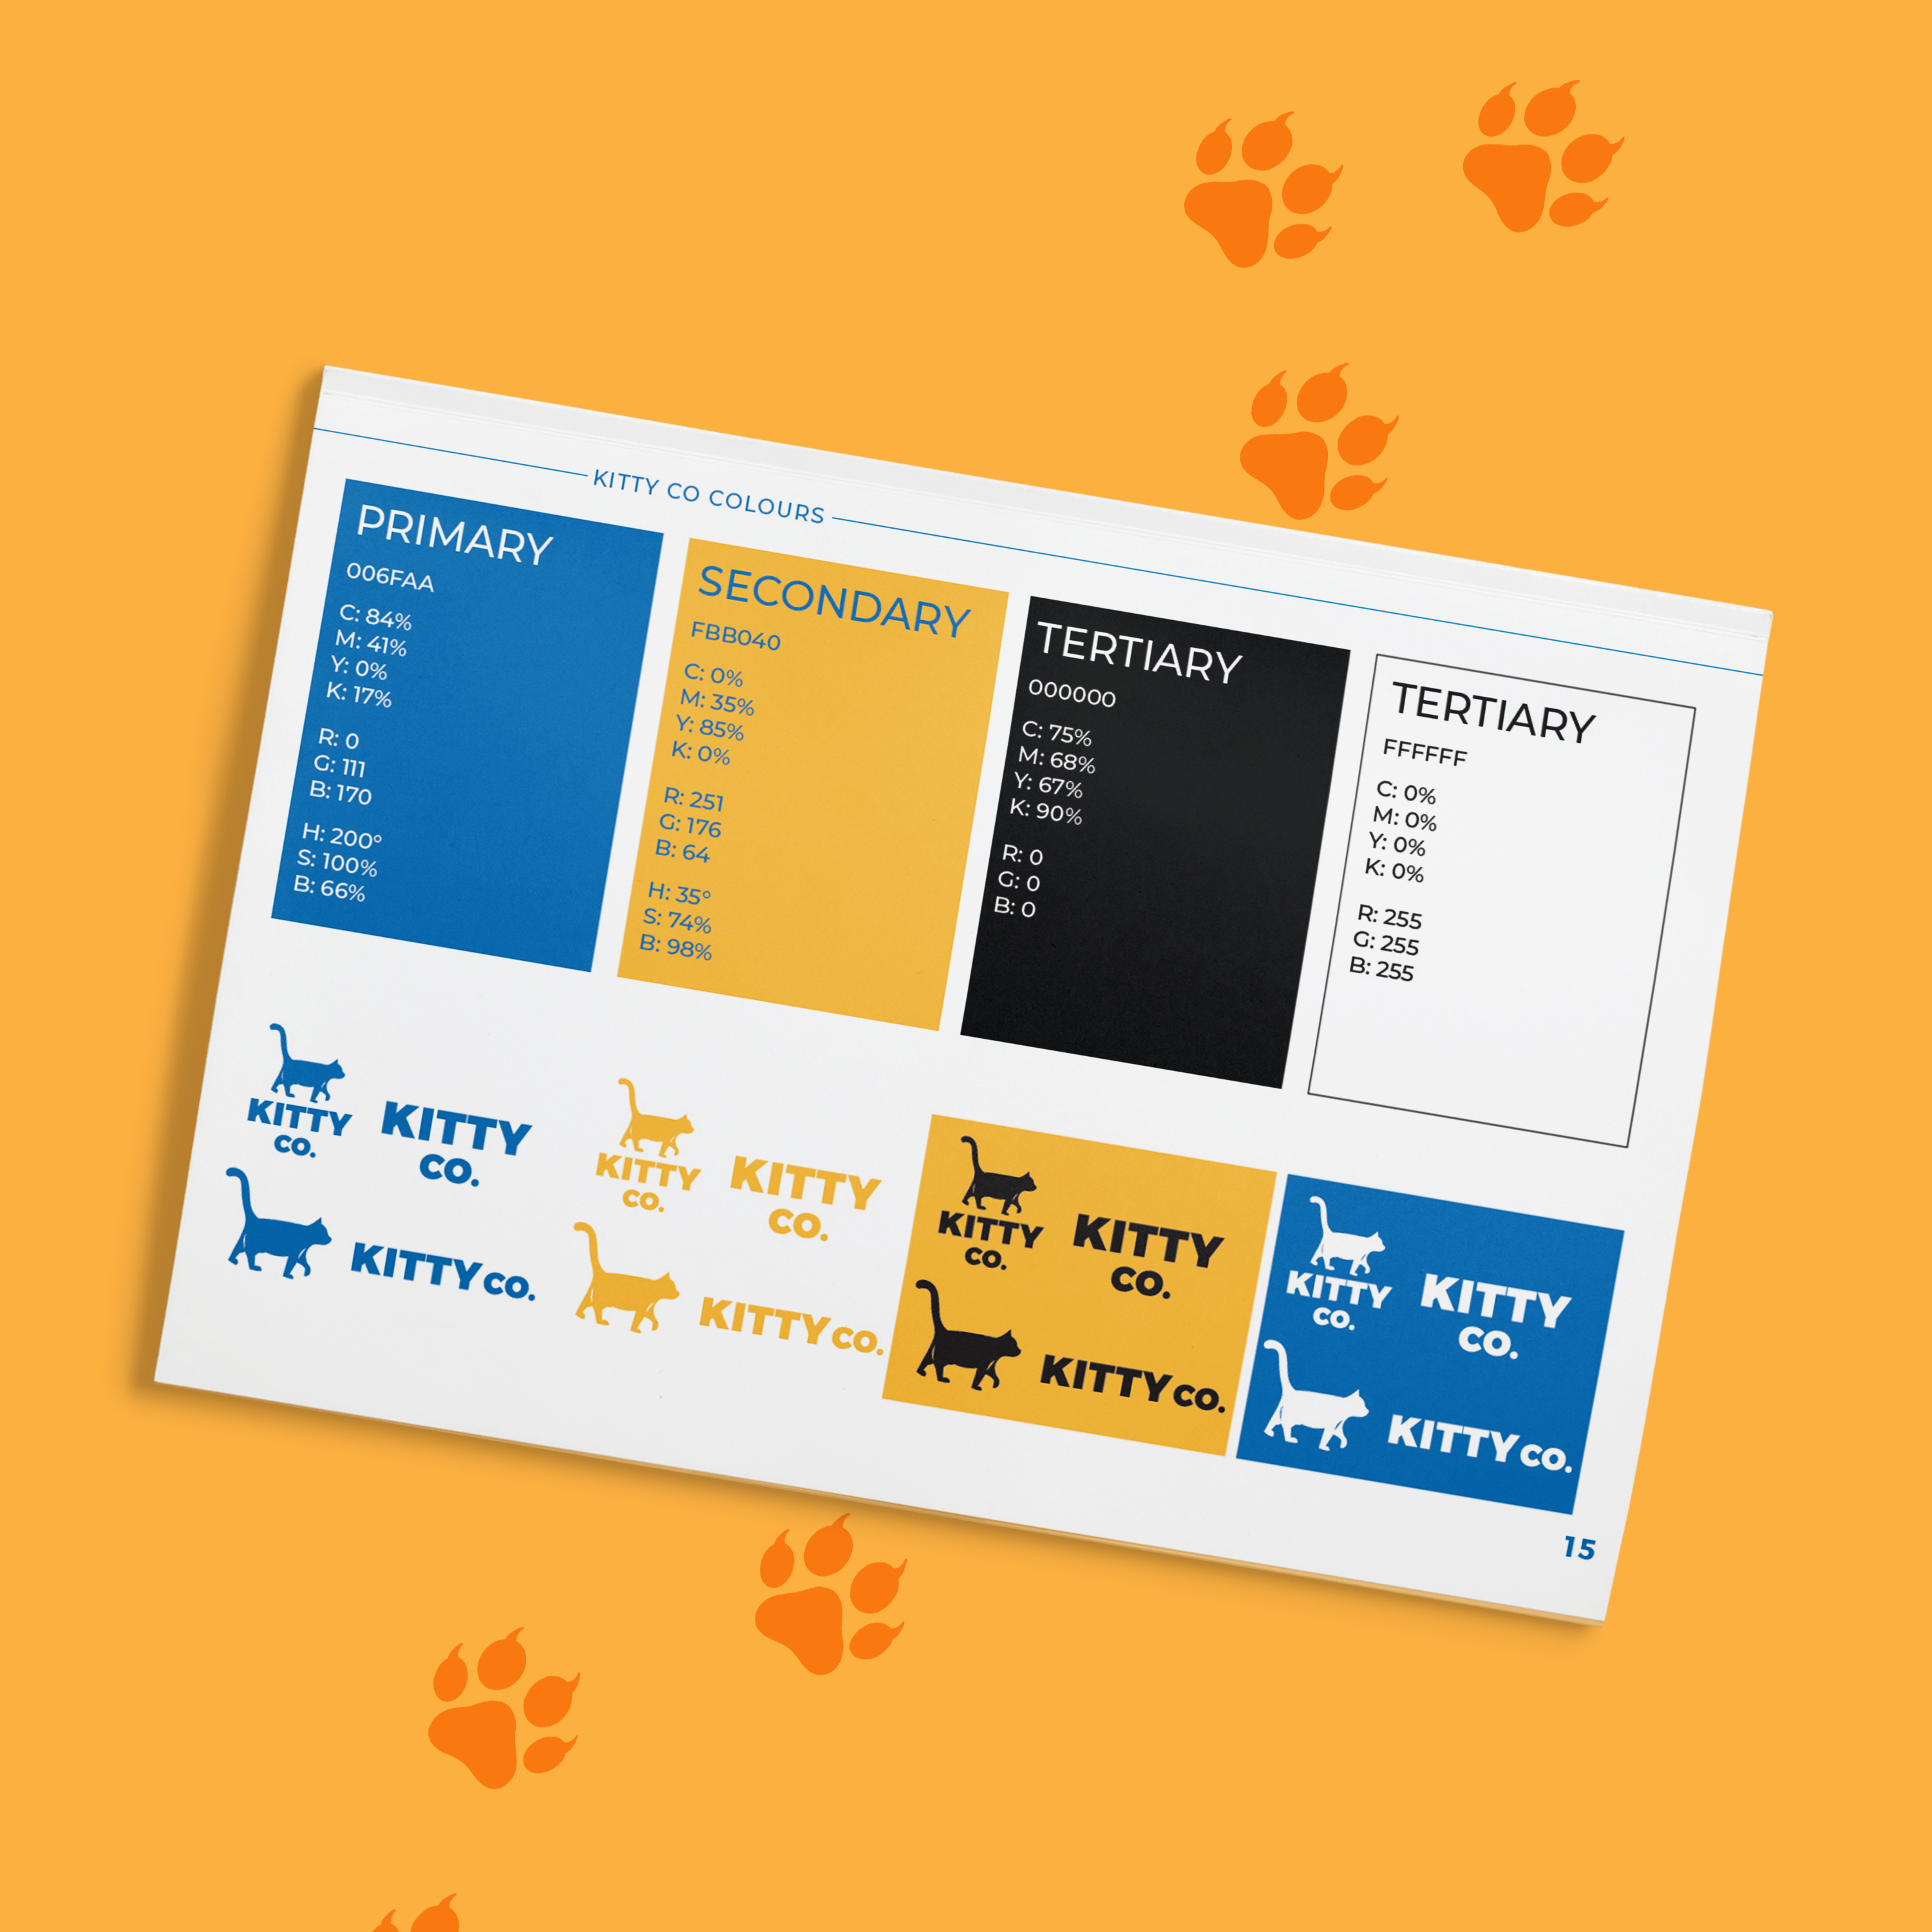 KITTY CO COLOURS
PRIMARY
006FAA
C: 84%
M: 41%
Y: 0%
K: 17%
R: 0
G: 111
B: 170
H: 200°
S: 100%
B: 66%
SECONDARY
FBB040
C: 0%
M: 35%
Y: 85%
K: 0%
R: 251
G: 176
B: 64
H: 35°
S: 74%
B: 98%
TERTIARY
000000
C: 75%
M: 68%
Y: 67%
K: 90%
R: 0
G: 0
B: 0
TERTIARY
FFFFFF
C: 0%
M: 0%
Y: 0%
K: 0%
R: 255
G: 255
B: 255
KITTY
CO.
KITTY
CO.
KITTY CO.
KITTY
CO.
KITTY
CO.
KITTY CO.
KITTY
CO.
KITTY
CO.
KITTY CO.
KITTY
CO.
KITTY
CO.
KITTY CO.
15